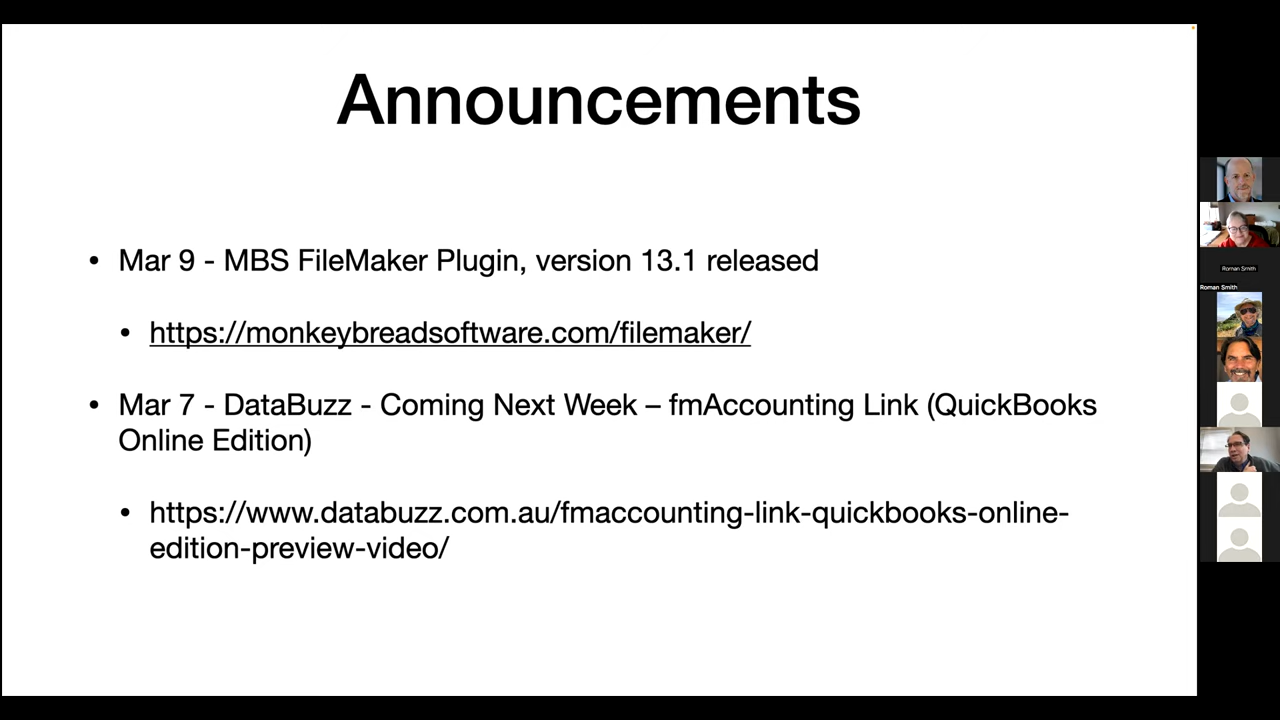 Announcements
• Mar 9 - MBS FileMaker Plugin, version 13.1 released
• https://monkeybreadsoftware.com/filemaker/
• Mar 7 - DataBuzz - Coming Next Week – fmAccounting Link (QuickBooks
Online Edition)
• https://www.databuzz.com.au/fmaccounting-link-quickbooks-online-
edition-preview-video/
Roman Smith
Roman Smith